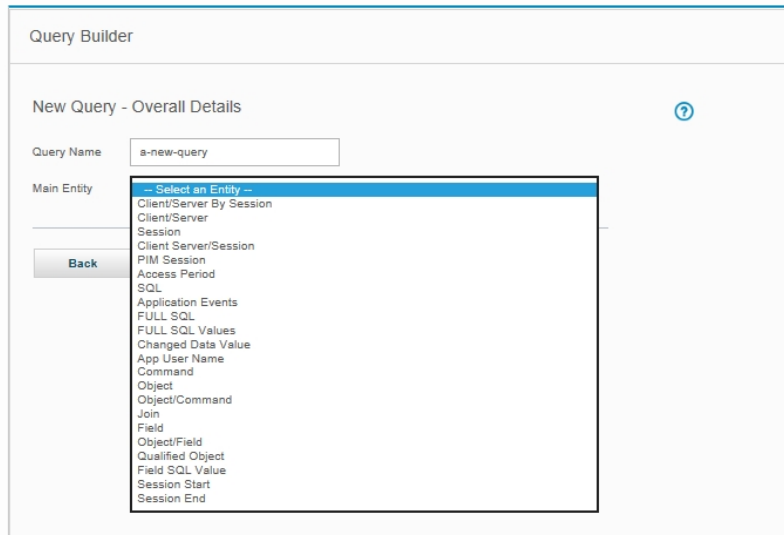 Query Builder
New Query - Overall Details
?
Query Name a-new-query
Main Entity
-- Select an Entity --
Client/Server By Session
Client/Server
Session
Client Server/Session
Back
PIM Session
Access Period
SQL
Application Events
FULL SQL
FULL SQL Values
Changed Data Value
App User Name
Command
Object
Object/Command
Join
Field
Object/Field
Qualified Object
Field SQL Value
Session Start
Session End